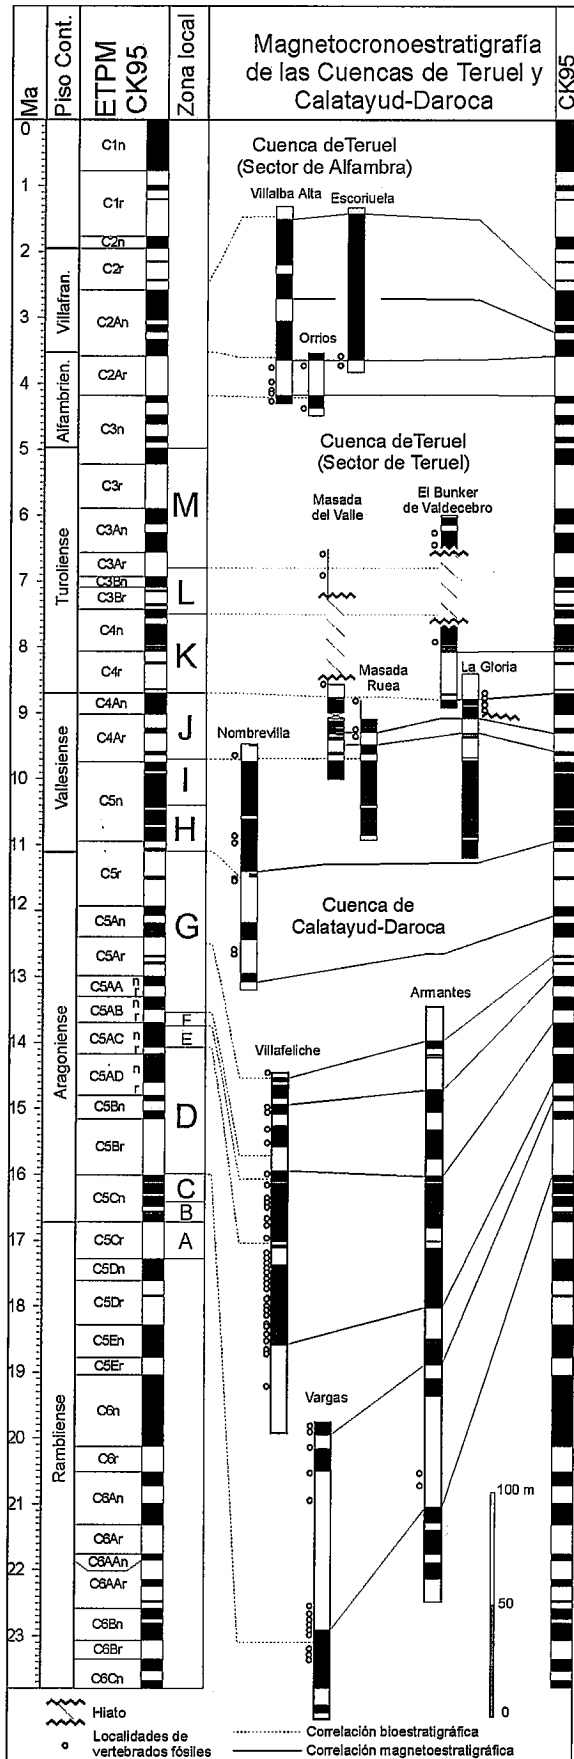 Ma
Piso Cont.
ETPM
CK95
Zona local
Magnetocronoestratigrafía
de las Cuencas de Teruel y
Calatayud-Daroca
CK95
0
1
2
3
4
5
6
7
8
9
10
11
12
13
14
15
16
17
18
19
20
21
22
23
Villafran.
Alfambrien.
Turoliense
Vallesiense
Aragoniense
Rambliense
C1n
C1r
C2n
C2r
C2An
C2Ar
C3n
C3r
C3An
C3Ar
C3Bn
C3Br
C4n
C4r
C4An
C4Ar
C5n
C5r
C5An
C5Ar
C5AA n
r
C5AB n
r
C5AC n
r
C5AD n
r
C5Bn
C5Br
C5Cn
C5Cr
C5Dn
C5Dr
C5En
C5Er
C6n
C6r
C6An
C6Ar
C6AAn
C6AAr
C6Bn
C6Br
C6Cn
M
L
K
J
I
H
G
F
E
D
C
B
A
Cuenca de Teruel
(Sector de Alfambra)
Villalba Alta
Escoriuela
Orrios
Cuenca de Teruel
(Sector de Teruel)
Masada
del Valle
El Bunker
de Valdecebro
Masada
Ruea
La Gloria
Nombrevilla
Cuenca de
Calatayud-Daroca
Armantes
Villafeliche
Vargas
100 m
50
0
Hiato
Localidades de
vertebrados fósiles
Correlación bioestratigráfica
Correlación magnetoestratigráfica